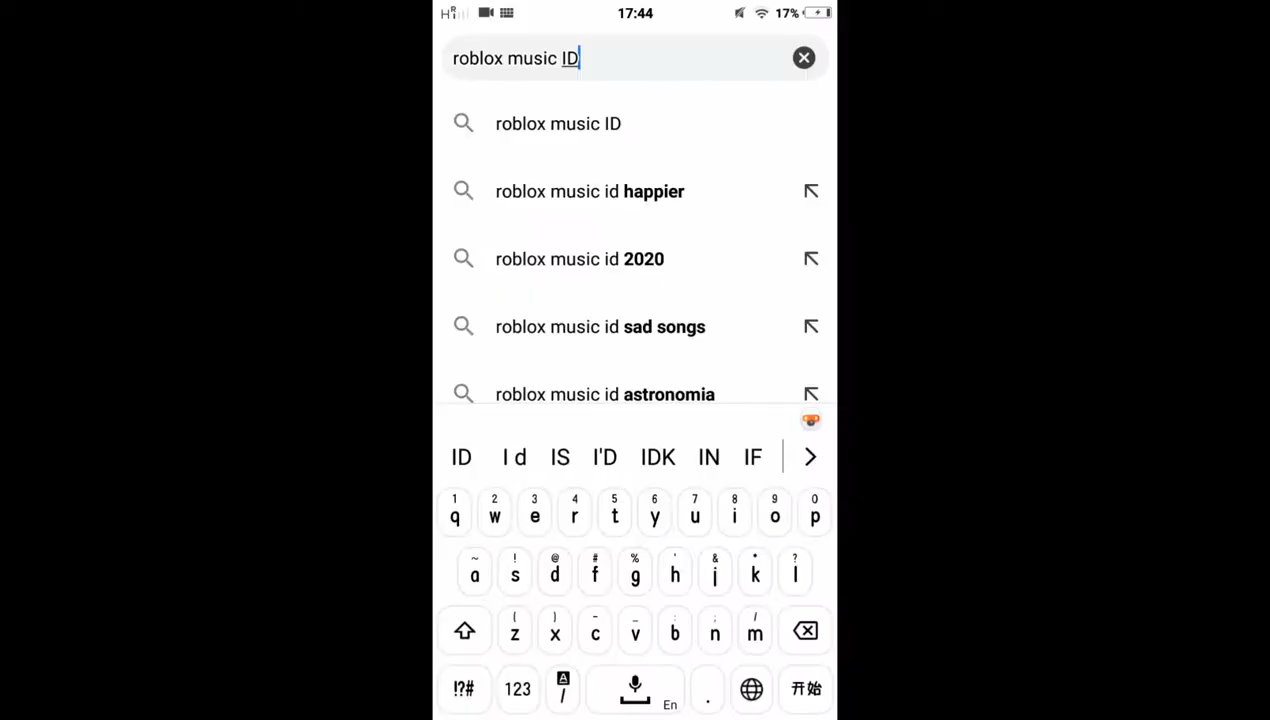 HR 17:44 17%
roblox music ID
roblox music ID
roblox music id happier
roblox music id 2020
roblox music id sad songs
roblox music id astronomia
ID I d IS I'D IDK IN IF
1 2 3 4 5 6 7 8 9 0
q w e r t y u i o p
~ ! @ # % ' & * ?
a s d f g h j k l
( ) - _ : ; /
z x c v b n m
!?# 123 A / En . 开始